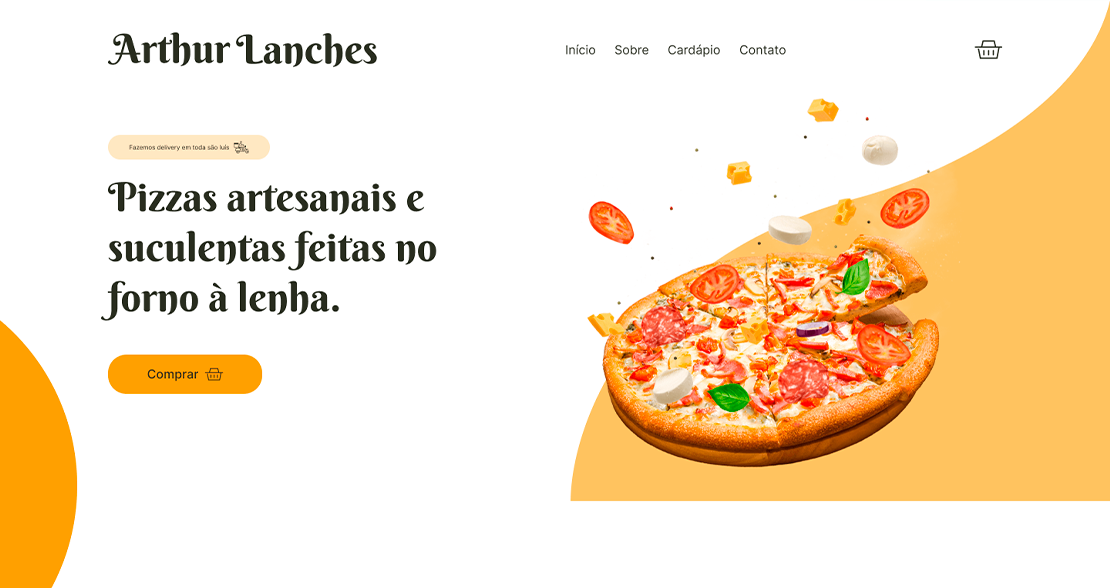 Arthur Lanches
Início Sobre Cardápio Contato
Fazemos delivery em toda são luís
Pizzas artesanais e
suculentas feitas no
forno à lenha.
Comprar